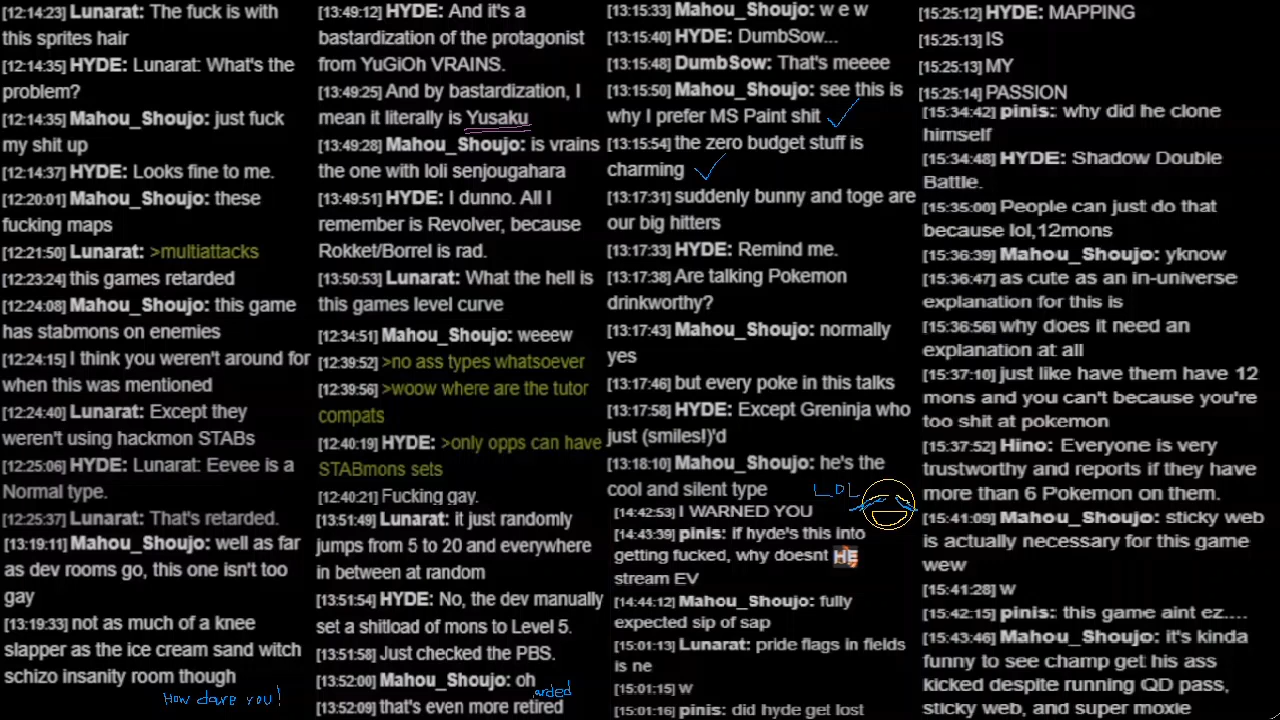 [12:14:23] Lunarat: The fuck is with
this sprites hair
[12:14:35] HYDE: Lunarat: What's the
problem?
[12:14:35] Mahou_Shoujo: just fuck
my shit up
[12:14:37] HYDE: Looks fine to me.
[12:20:01] Mahou_Shoujo: these
fucking maps
[12:21:50] Lunarat: >multiattacks
[12:23:24] this games retarded
[12:24:08] Mahou_Shoujo: this game
has stabmons on enemies
[12:24:15] I think you weren't around for
when this was mentioned
[12:24:40] Lunarat: Except they
weren't using hackmon STABs
[12:25:06] HYDE: Lunarat: Eevee is a
Normal type.
[12:25:37] Lunarat: That's retarded.
[13:19:11] Mahou_Shoujo: well as far
as dev rooms go, this one isn't too
gay
[13:19:33] not as much of a knee
slapper as the ice cream sand witch
schizo insanity room though
How dare you!
[13:49:12] HYDE: And it's a
bastardization of the protagonist
from YuGiOh VRAINS.
[13:49:25] And by bastardization, I
mean it literally is Yusaku
[13:49:28] Mahou_Shoujo: is vrains
the one with loli senjougahara
[13:49:51] HYDE: I dunno. All I
remember is Revolver, because
Rokket/Borrel is rad.
[13:50:53] Lunarat: What the hell is
this games level curve
[12:34:51] Mahou_Shoujo: weeew
[12:39:52] >no ass types whatsoever
[12:39:56] >woow where are the tutor
compats
[12:40:19] HYDE: >only opps can have
STABmons sets
[12:40:21] Fucking gay.
[13:51:49] Lunarat: it just randomly
jumps from 5 to 20 and everywhere
in between at random
[13:51:54] HYDE: No, the dev manually
set a shitload of mons to Level 5.
[13:51:58] Just checked the PBS.
[13:52:00] Mahou_Shoujo: oh
arded
[13:52:09] that's even more retired
[13:15:33] Mahou_Shoujo: w e w
[13:15:40] HYDE: DumbSow...
[13:15:48] DumbSow: That's meeee
[13:15:50] Mahou_Shoujo: see this is
why I prefer MS Paint shit
[13:15:54] the zero budget stuff is
charming
[13:17:31] suddenly bunny and toge are
our big hitters
[13:17:33] HYDE: Remind me.
[13:17:38] Are talking Pokemon
drinkworthy?
[13:17:43] Mahou_Shoujo: normally
yes
[13:17:46] but every poke in this talks
[13:17:58] HYDE: Except Greninja who
just (smiles!)'d
[13:18:10] Mahou_Shoujo: he's the
cool and silent type
LOL
[14:42:53] I WARNED YOU
[14:43:39] pinis: if hyde's this into
getting fucked, why doesnt HE
stream EV
[14:44:12] Mahou_Shoujo: fully
expected sip of sap
[15:01:13] Lunarat: pride flags in fields
is ne
[15:01:15] W
[15:01:16] pinis: did hyde get lost
[15:25:12] HYDE: MAPPING
[15:25:13] IS
[15:25:13] MY
[15:25:14] PASSION
[15:34:42] pinis: why did he clone
himself
[15:34:48] HYDE: Shadow Double
Battle.
[15:35:00] People can just do that
because lol,12mons
[15:36:39] Mahou_Shoujo: yknow
[15:36:47] as cute as an in-universe
explanation for this is
[15:36:56] why does it need an
explanation at all
[15:37:10] just like have them have 12
mons and you can't because you're
too shit at pokemon
[15:37:52] Hino: Everyone is very
trustworthy and reports if they have
more than 6 Pokemon on them.
[15:41:09] Mahou_Shoujo: sticky web
is actually necessary for this game
wew
[15:41:28] w
[15:42:15] pinis: this game aint ez....
[15:43:46] Mahou_Shoujo: it's kinda
funny to see champ get his ass
kicked despite running QD pass,
sticky web, and super moxie